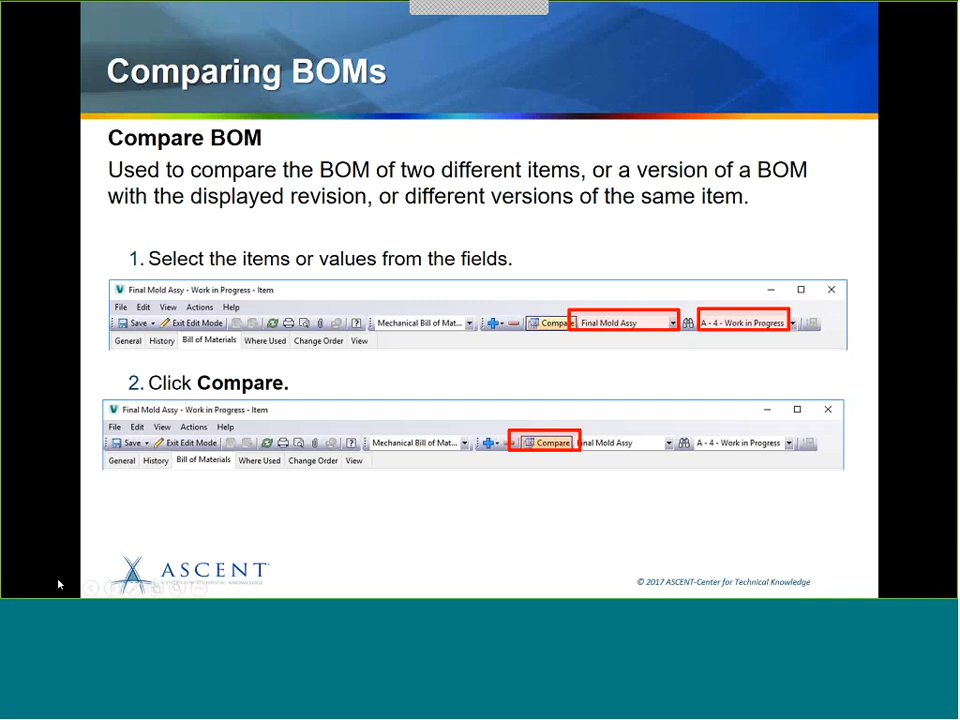 Comparing BOMs
Compare BOM
Used to compare the BOM of two different items, or a version of a BOM
with the displayed revision, or different versions of the same item.
1. Select the items or values from the fields.
Final Mold Assy - Work in Progress - Item
File Edit View Actions Help
Save Exit Edit Mode Mechanical Bill of Mat... Compare Final Mold Assy A - 4 - Work in Progress
General History Bill of Materials Where Used Change Order View
2. Click Compare.
Final Mold Assy - Work in Progress - Item
File Edit View Actions Help
Save Exit Edit Mode Mechanical Bill of Mat... Compare Final Mold Assy A - 4 - Work in Progress
General History Bill of Materials Where Used Change Order View
ASCENT
© 2017 ASCENT-Center for Technical Knowledge